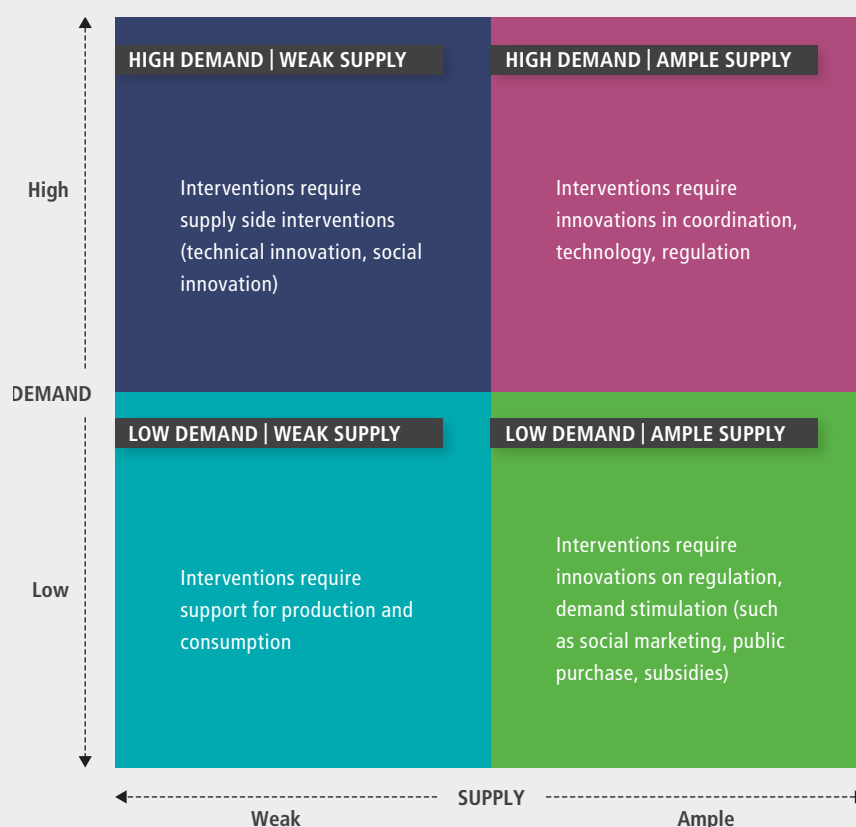 HIGH DEMAND | WEAK SUPPLY
HIGH DEMAND | AMPLE SUPPLY
High
Interventions require
supply side interventions
(technical innovation, social
innovation)
Interventions require
innovations in coordination,
technology, regulation
DEMAND
LOW DEMAND | WEAK SUPPLY
LOW DEMAND | AMPLE SUPPLY
Low
Interventions require
support for production and
consumption
Interventions require
innovations on regulation,
demand stimulation (such
as social marketing, public
purchase, subsidies)
SUPPLY
Weak
Ample